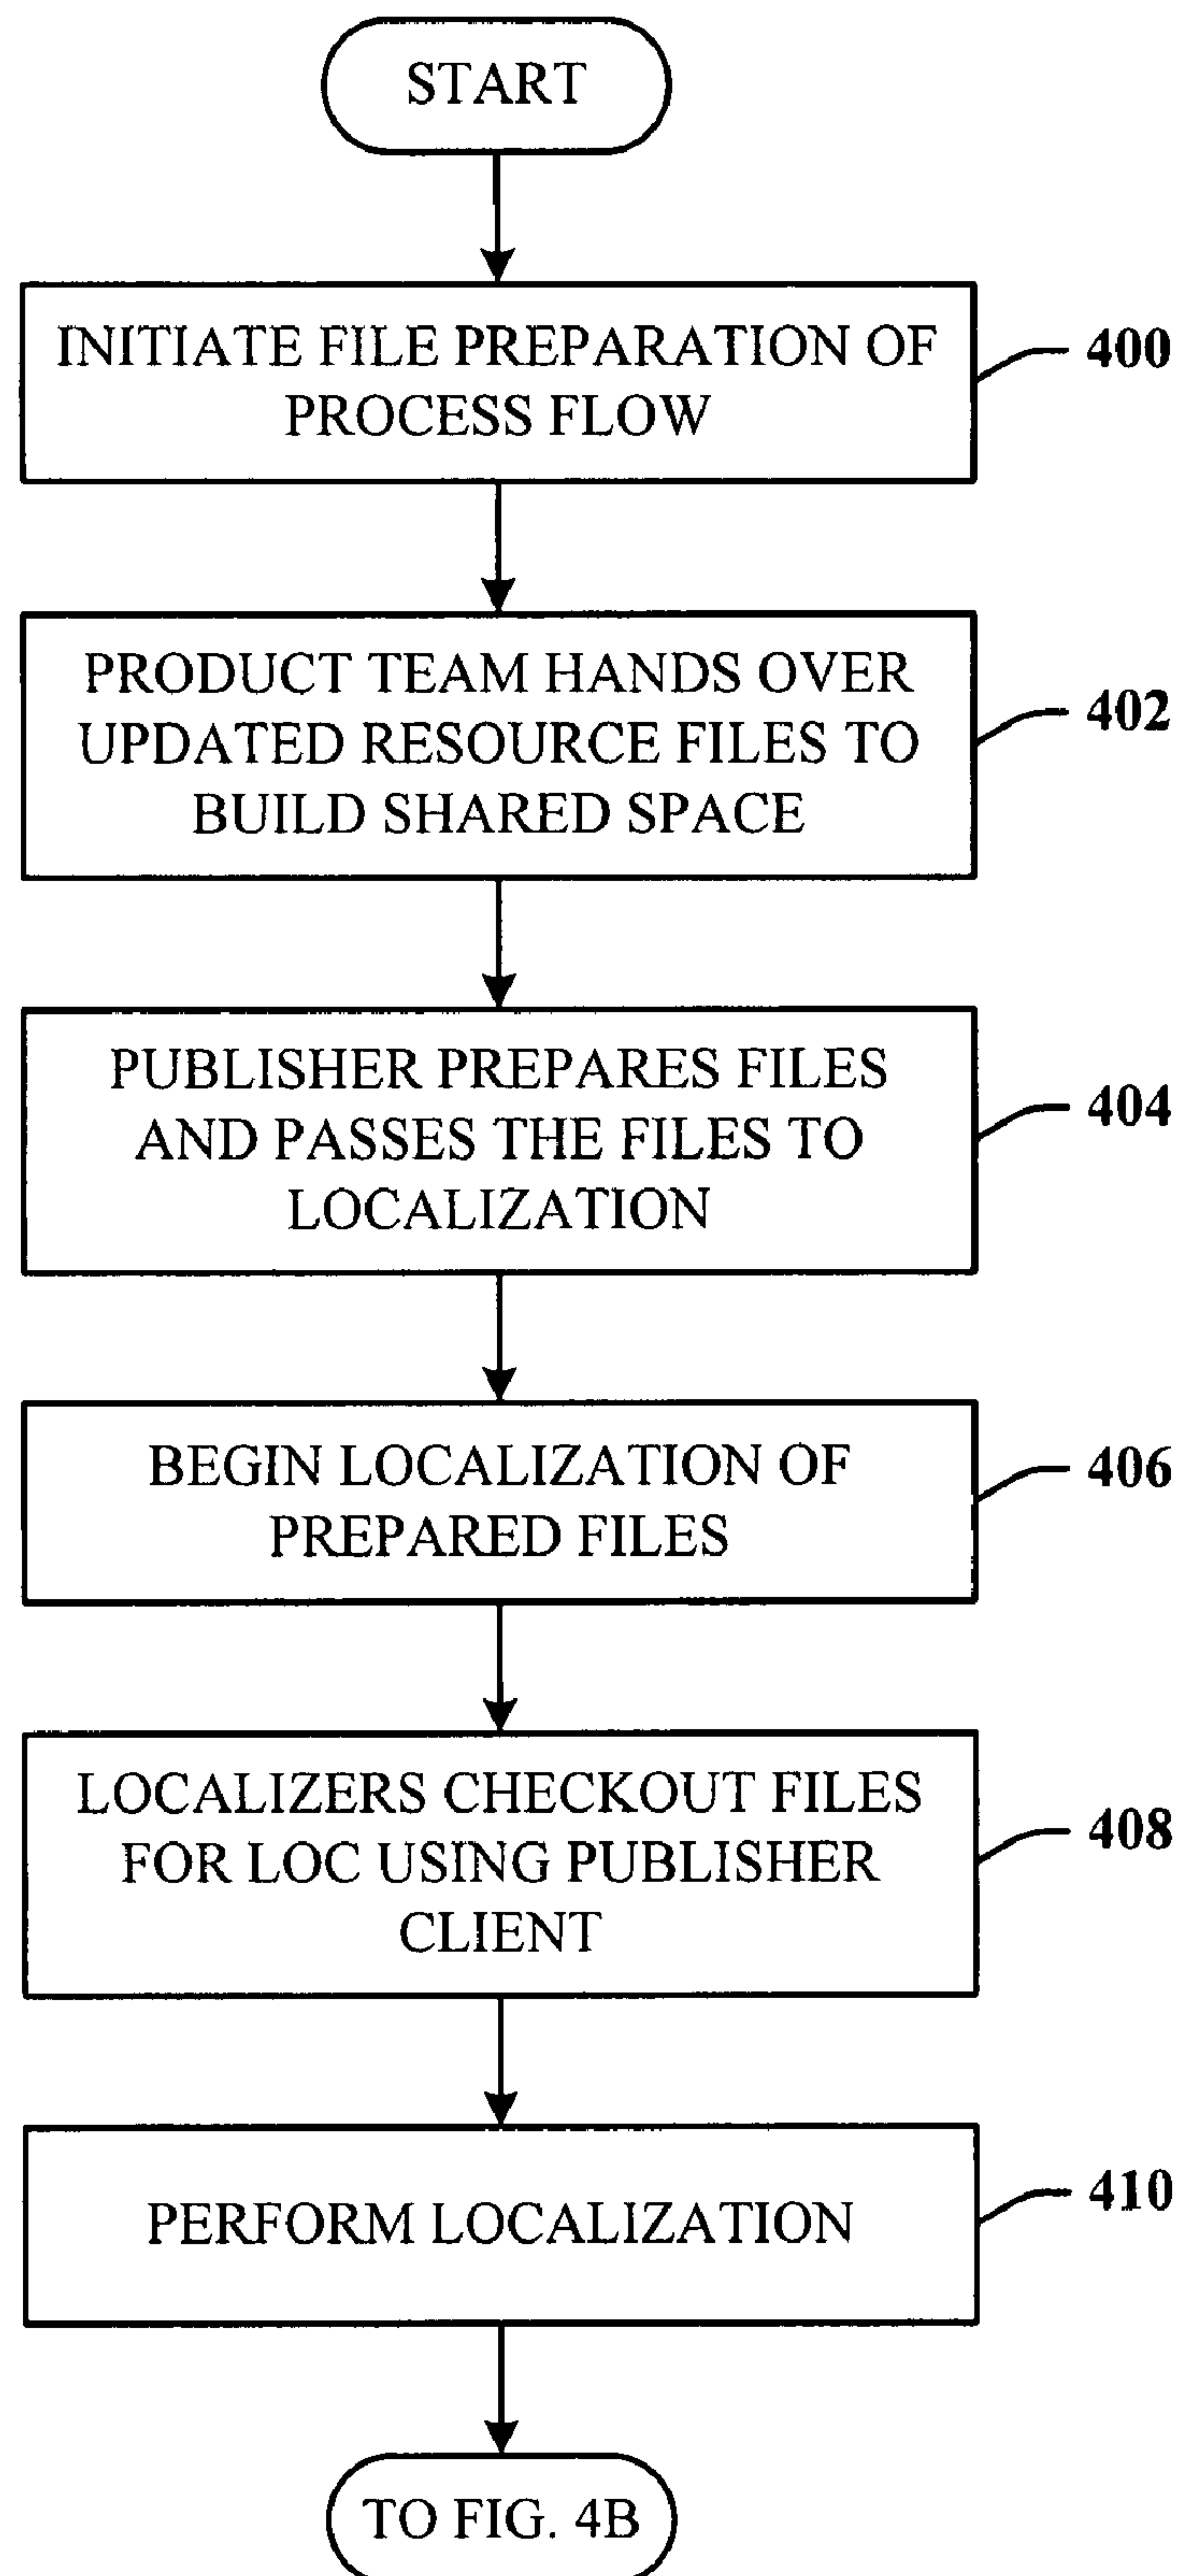 START
INITIATE FILE PREPARATION OF
PROCESS FLOW
400
PRODUCT TEAM HANDS OVER
UPDATED RESOURCE FILES TO
BUILD SHARED SPACE
402
PUBLISHER PREPARES FILES
AND PASSES THE FILES TO
LOCALIZATION
404
BEGIN LOCALIZATION OF
PREPARED FILES
406
LOCALIZERS CHECKOUT FILES
FOR LOC USING PUBLISHER
CLIENT
408
PERFORM LOCALIZATION
410
TO FIG. 4B